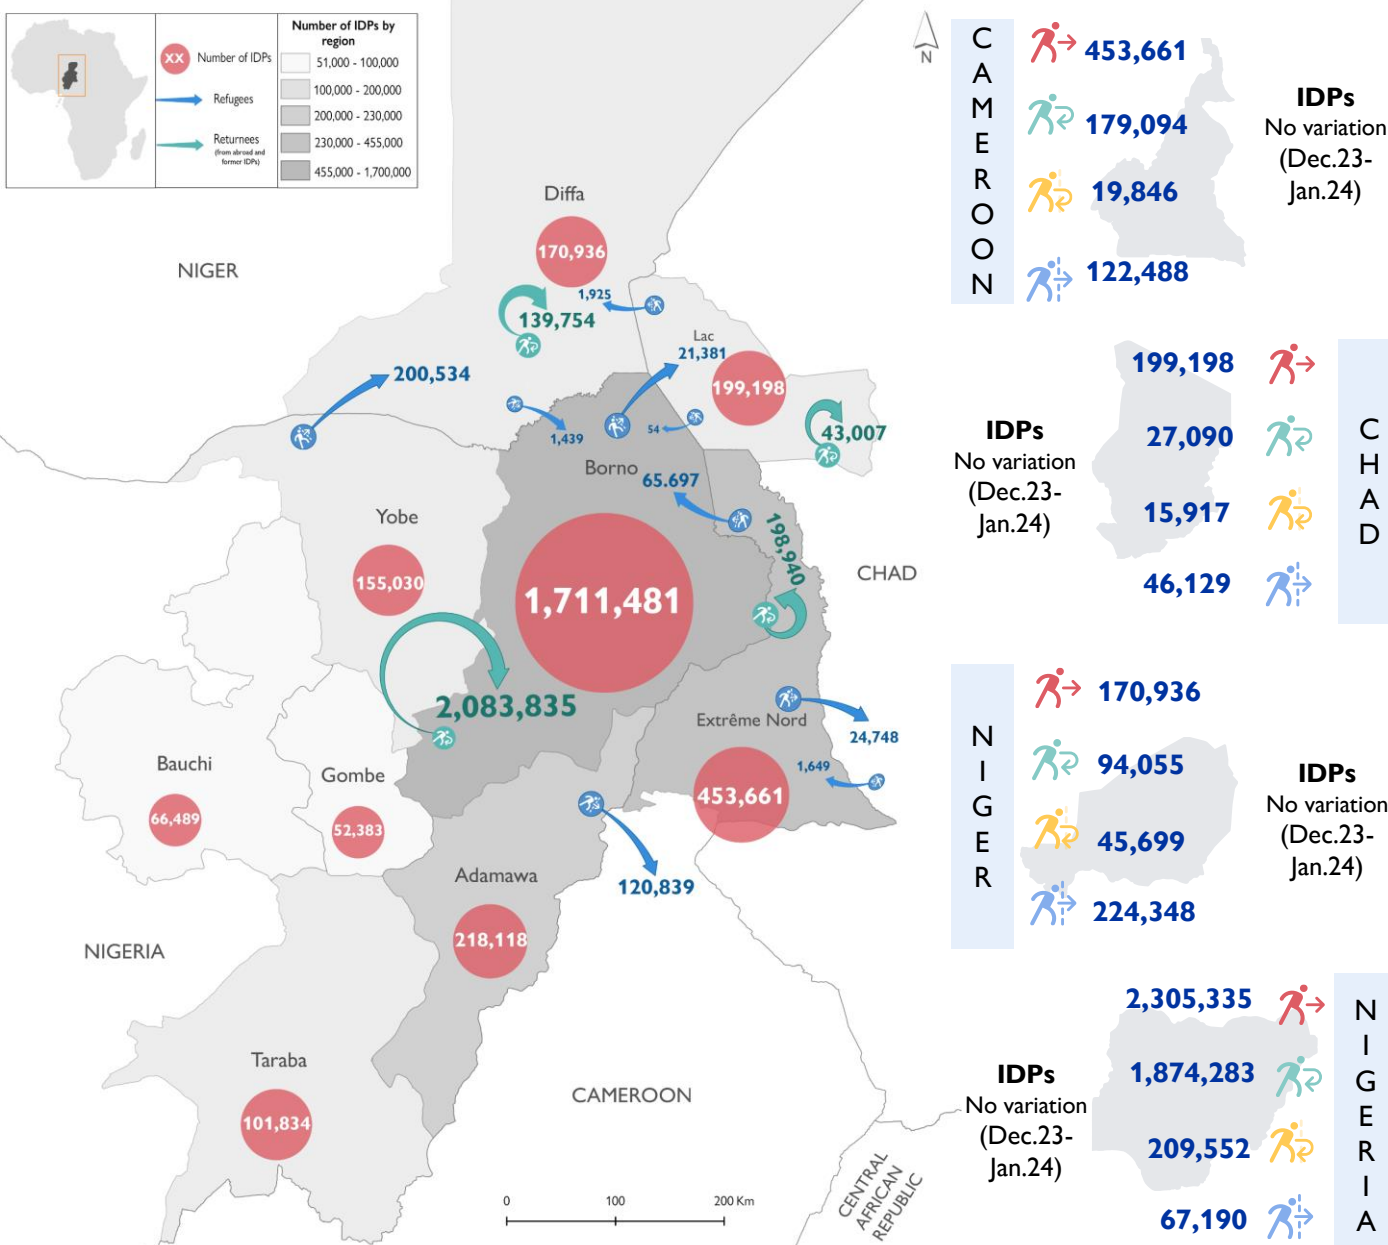 XX
Number of IDPs
Refugees
Returnees
(from abroad and
former IDPs)
Number of IDPs by
region
51,000 - 100,000
100,000 - 200,000
200,000 - 230,000
230,000 - 455,000
455,000 - 1,700,000
N
NIGER
Diffa
170,936
1,925
139,754
Lac
21,381
199,198
200,534
1,439
54
43,007
Borno
65.697
198,940
Yobe
155,030
1,711,481
CHAD
2,083,835
Extrême Nord
24,748
1,649
453,661
Bauchi
66,489
Gombe
52,383
120,839
Adamawa
218,118
NIGERIA
Taraba
101,834
CAMEROON
CENTRAL
AFRICAN
REPUBLIC
0 100 200 Km
CAMEROON
453,661
179,094
19,846
122,488
IDPs
No variation
(Dec.23-
Jan.24)
199,198
27,090
15,917
46,129
IDPs
No variation
(Dec.23-
Jan.24)
CHAD
NIGER
170,936
94,055
45,699
224,348
IDPs
No variation
(Dec.23-
Jan.24)
2,305,335
1,874,283
209,552
67,190
IDPs
No variation
(Dec.23-
Jan.24)
NIGERIA